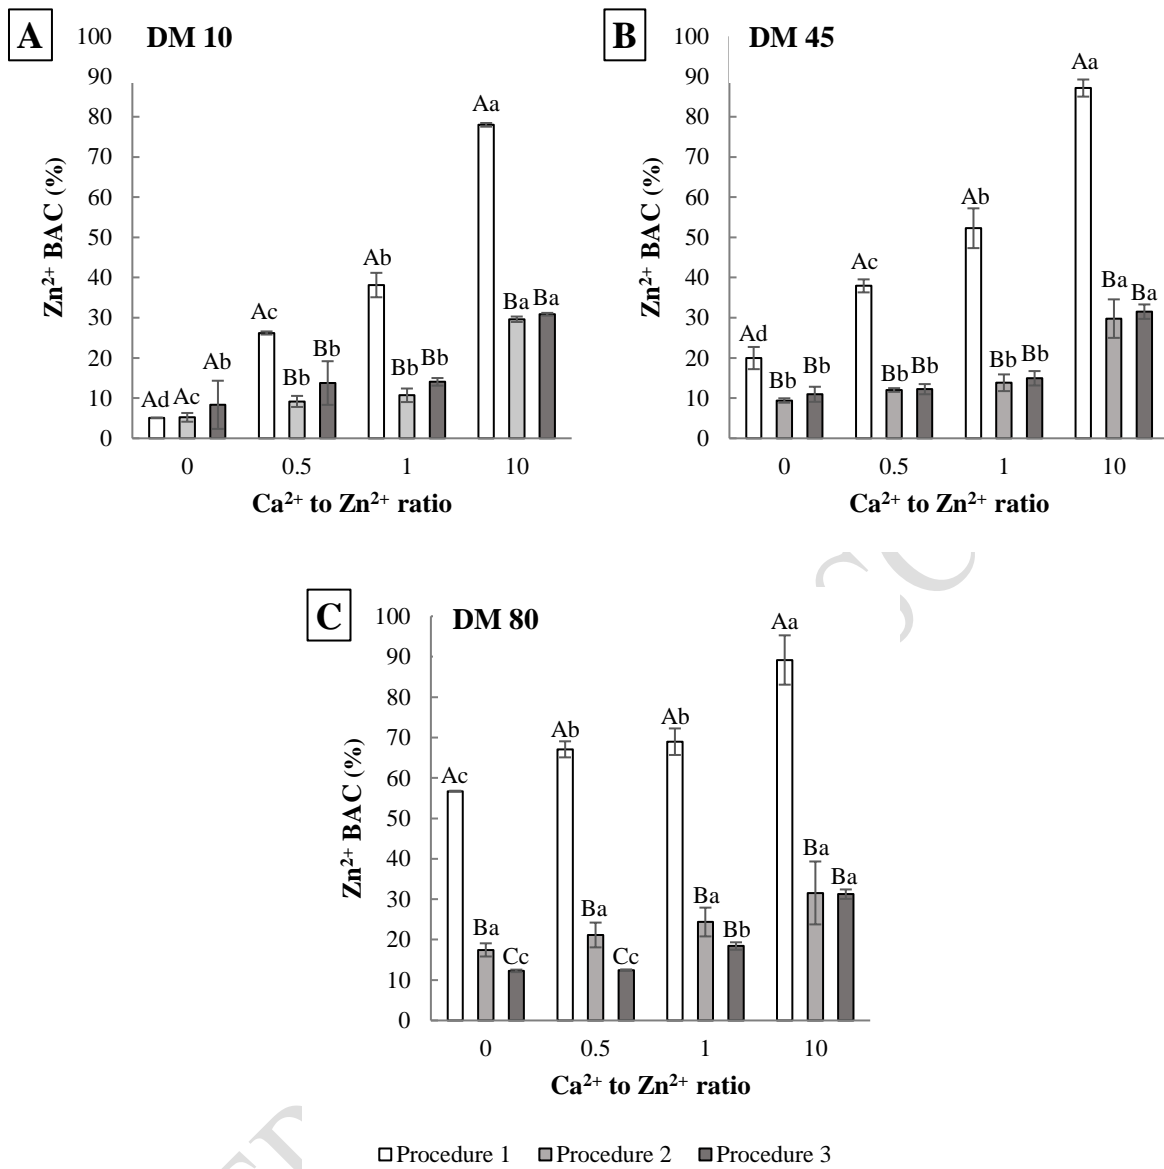 A
DM 10
100
90
80
70
60
50
40
30
20
10
0
Zn²⁺ BAC (%)
Ad Ac Ab
Ac Bb Bb
Ab Bb Bb
Aa Ba Ba
0 0.5 1 10
Ca²⁺ to Zn²⁺ ratio
B
DM 45
100
90
80
70
60
50
40
30
20
10
0
Zn²⁺ BAC (%)
Ad Bb Bb
Ac Bb Bb
Ab Bb Bb
Aa Ba Ba
0 0.5 1 10
Ca²⁺ to Zn²⁺ ratio
C
DM 80
100
90
80
70
60
50
40
30
20
10
0
Zn²⁺ BAC (%)
Ac Ba Cc
Ab Ba Cc
Ab Ba Bb
Aa Ba Ba
0 0.5 1 10
Ca²⁺ to Zn²⁺ ratio
Procedure 1 Procedure 2 Procedure 3